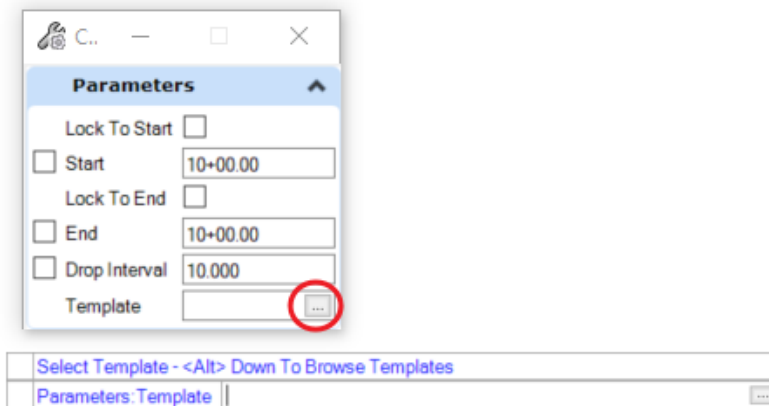 C..
Parameters
Lock To Start
Start 10+00.00
Lock To End
End 10+00.00
Drop Interval 10.000
Template ...
Select Template - <Alt> Down To Browse Templates
Parameters:Template ...